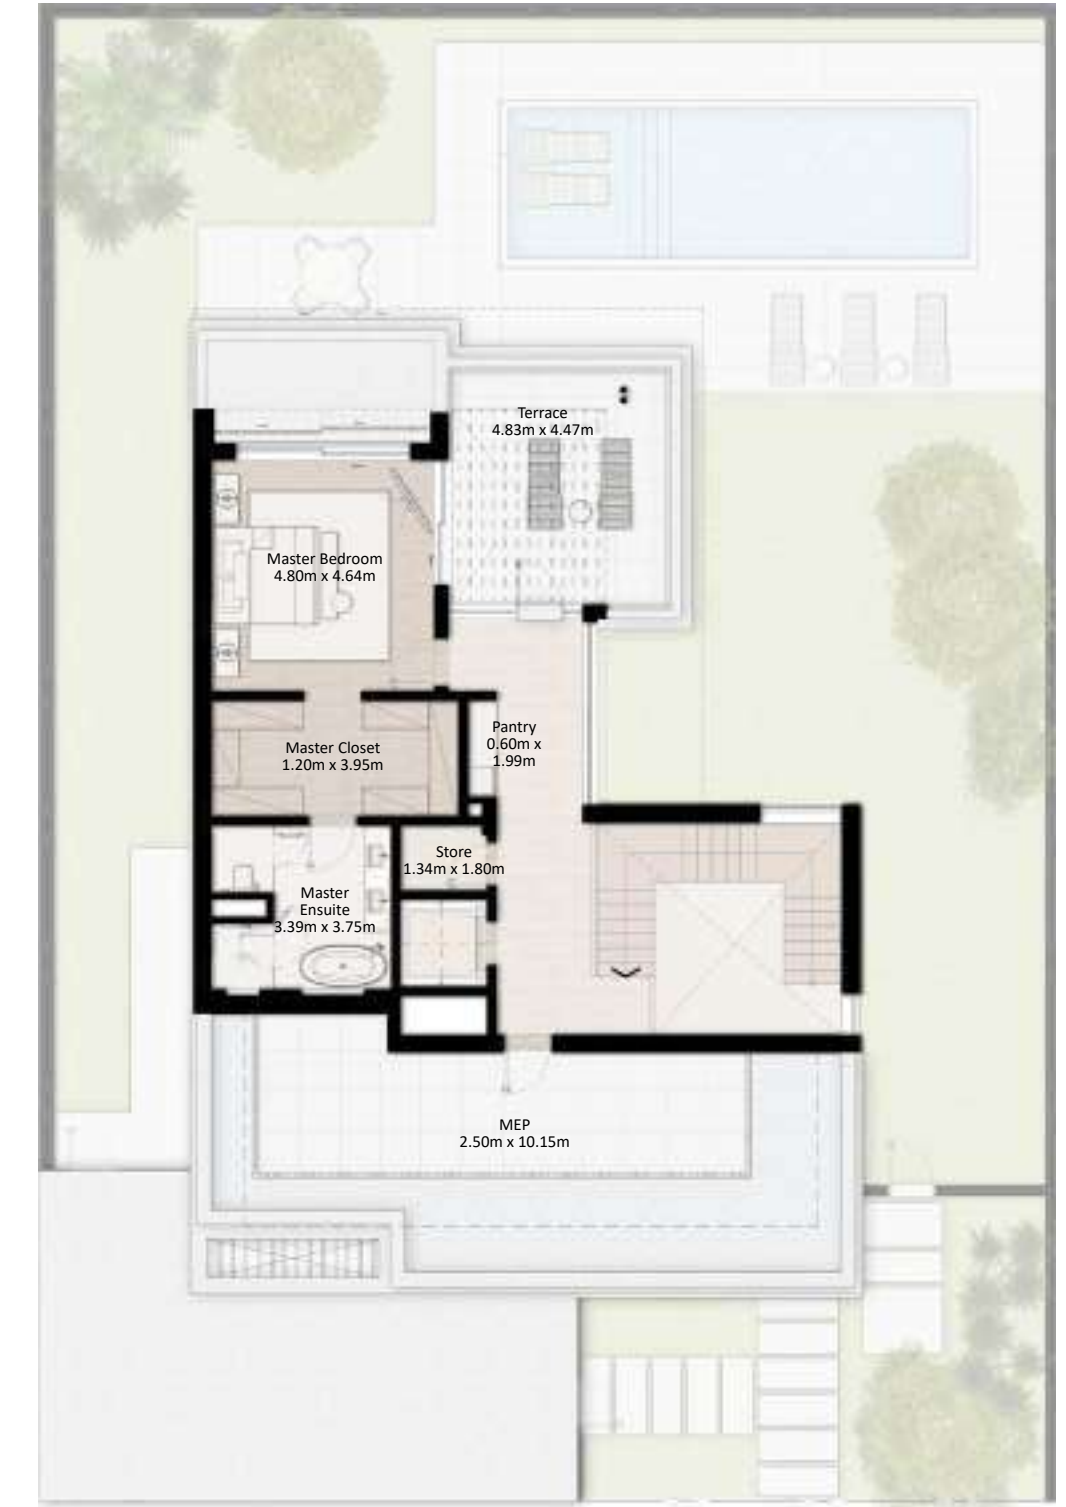 Terrace
4.83m x 4.47m
Master Bedroom
4.80m x 4.64m
Pantry
0.60m x
1.99m
Master Closet
1.20m x 3.95m
Store
1.34m x 1.80m
Master
Ensuite
3.39m x 3.75m
MEP
2.50m x 10.15m